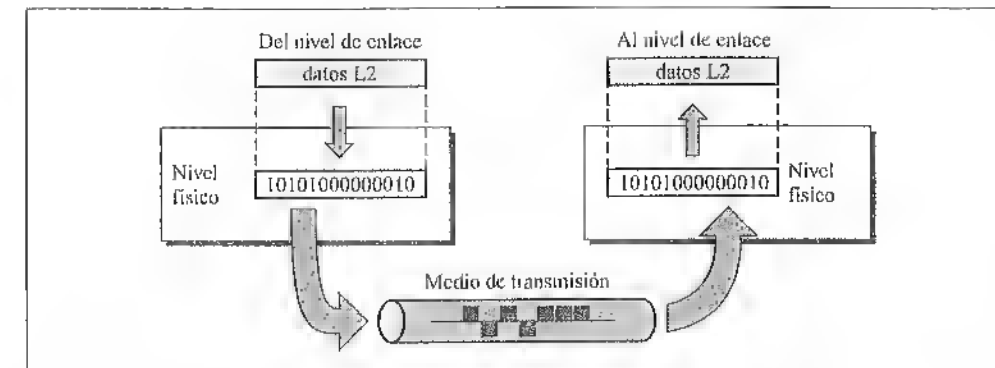 Del nivel de enlace
datos L2
Nivel
físico
10101000000010
Al nivel de enlace
datos L2
10101000000010
Nivel
físico
Medio de transmisión